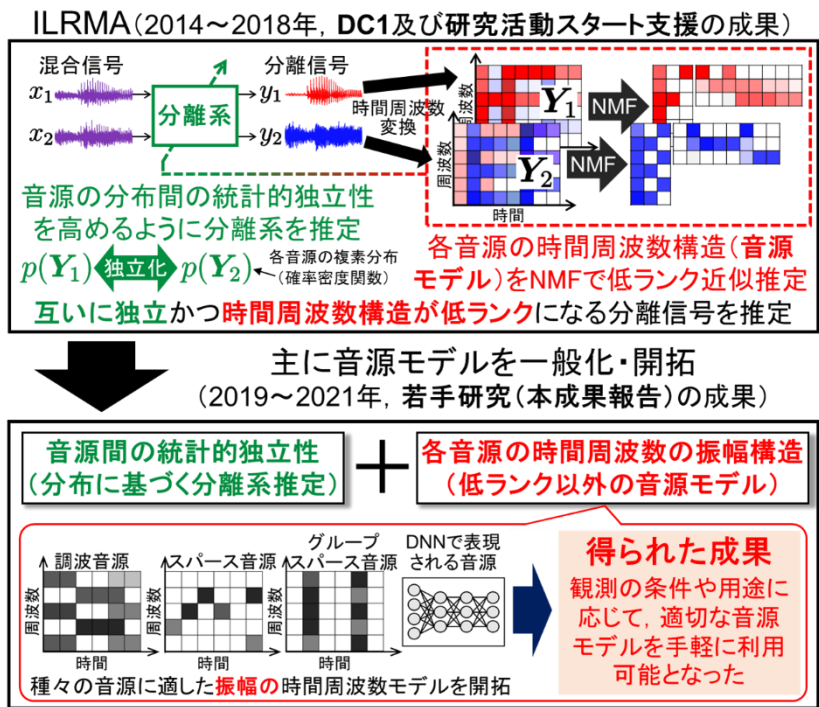 ILRMA(2014～2018年, DC1及び研究活動スタート支援の成果)
混合信号
分離信号
x1
x2
分離系
y1
y2
時間周波数
変換
周波数
Y1
NMF
周波数
Y2
NMF
時間
音源の分布間の統計的独立性
を高めるように分離系を推定
p(Y1) 独立化 p(Y2)
各音源の複素分布
(確率密度関数)
各音源の時間周波数構造(音源
モデル)をNMFで低ランク近似推定
互いに独立かつ時間周波数構造が低ランクになる分離信号を推定
主に音源モデルを一般化・開拓
(2019～2021年, 若手研究(本成果報告)の成果)
音源間の統計的独立性
(分布に基づく分離系推定)
+
各音源の時間周波数の振幅構造
(低ランク以外の音源モデル)
調波音源
周波数
時間
スパース音源
周波数
時間
グループ
スパース音源
周波数
時間
DNNで表現
される音源
種々の音源に適した振幅の時間周波数モデルを開拓
得られた成果
観測の条件や用途に
応じて,適切な音源
モデルを手軽に利用
可能となった